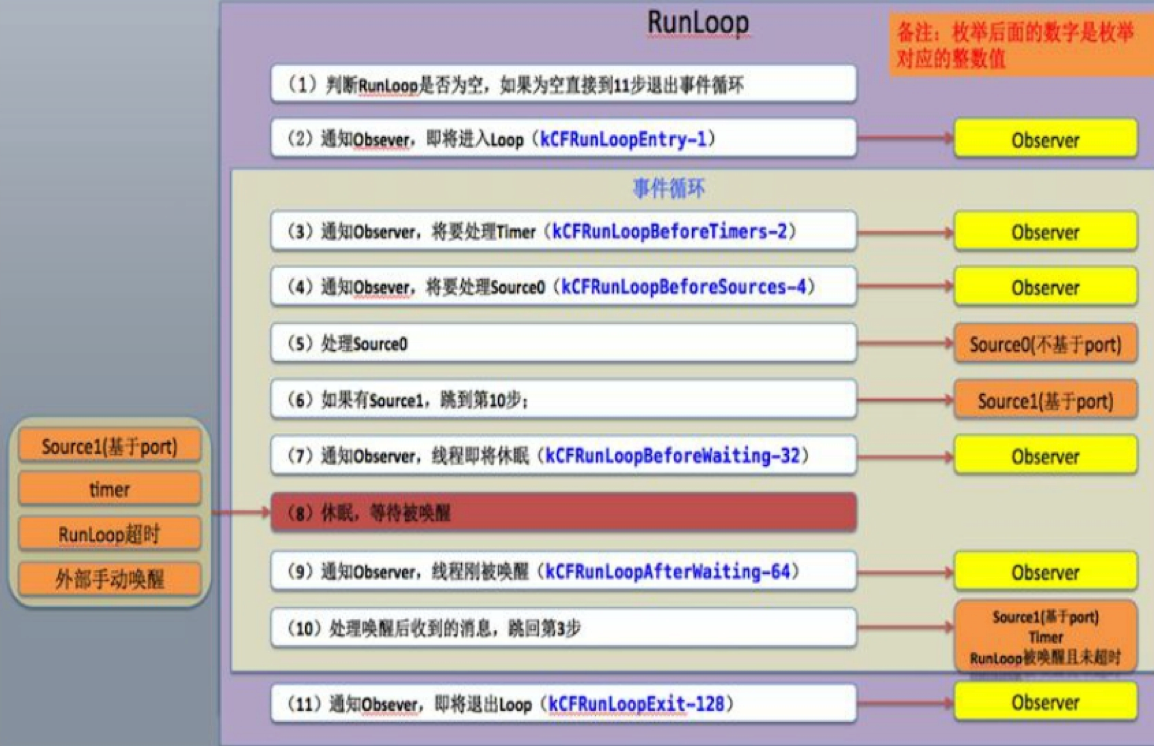 RunLoop
备注：枚举后面的数字是枚举
对应的整数值
（1）判断RunLoop是否为空，如果为空直接到11步退出事件循环
（2）通知Obsever，即将进入Loop（kCFRunLoopEntry-1）
Observer
事件循环
（3）通知Observer，将要处理Timer（kCFRunLoopBeforeTimers-2）
Observer
（4）通知Obsever，将要处理Source0（kCFRunLoopBeforeSources-4）
Observer
（5）处理Source0
Source0(不基于port)
（6）如果有Source1，跳到第10步；
Source1(基于port)
（7）通知Observer，线程即将休眠（kCFRunLoopBeforeWaiting-32）
Observer
Source1(基于port)
timer
RunLoop超时
外部手动唤醒
（8）休眠，等待被唤醒
（9）通知Observer，线程刚被唤醒（kCFRunLoopAfterWaiting-64）
Observer
（10）处理唤醒后收到的消息，跳回第3步
Source1(基于port)
Timer
RunLoop被唤醒且未超时
（11）通知Obsever，即将退出Loop（kCFRunLoopExit-128）
Observer